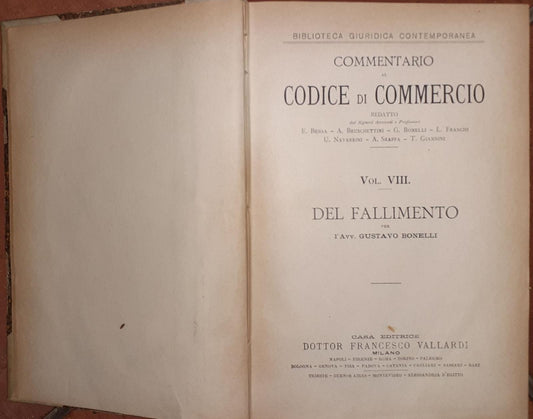 BIBLIOTECA GIURIDICA CONTEMPORANEA
COMMENTARIO
AL
CODICE DI COMMERCIO
REDATTO
dai Signori Avvocati e Professori
E. BENSA - A. BRUSCHETTINI - G. BONELLI - L. FRANCHI
U. NAVARRINI - A. SRAFFA - T. GIANNINI
VOL. VIII.
DEL FALLIMENTO
PER
l'AVV. GUSTAVO BONELLI
CASA EDITRICE
DOTTOR FRANCESCO VALLARDI
MILANO
NAPOLI - FIRENZE - ROMA - TORINO - PALERMO
BOLOGNA - GENOVA - PISA - PADOVA - CATANIA - CAGLIARI - SASSARI - BARI
TRIESTE - BUENOS AIRES - MONTEVIDEO - ALESSANDRIA D'EGITTO